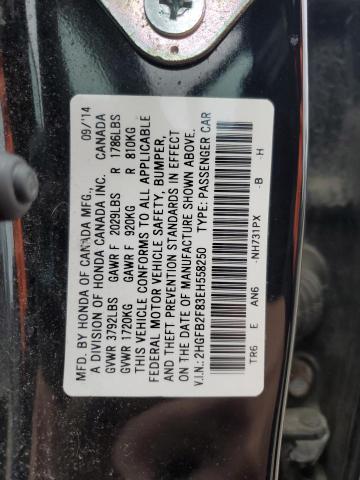 MFD. BY HONDA OF CANADA MFG., 09/'14
A DIVISION OF HONDA CANADA INC. CANADA
GVWR 3792LBS GAWR F 2029LBS R 1786LBS
GVWR 1720KG GAWR F 920KG R 810KG
THIS VEHICLE CONFORMS TO ALL APPLICABLE
FEDERAL MOTOR VEHICLE SAFETY, BUMPER,
AND THEFT PREVENTION STANDARDS IN EFFECT
ON THE DATE OF MANUFACTURE SHOWN ABOVE.
V.I.N.: 2HGFB2F83EH558250 TYPE: PASSENGER CAR
TR6 E AN6 -NH731PX -B -H